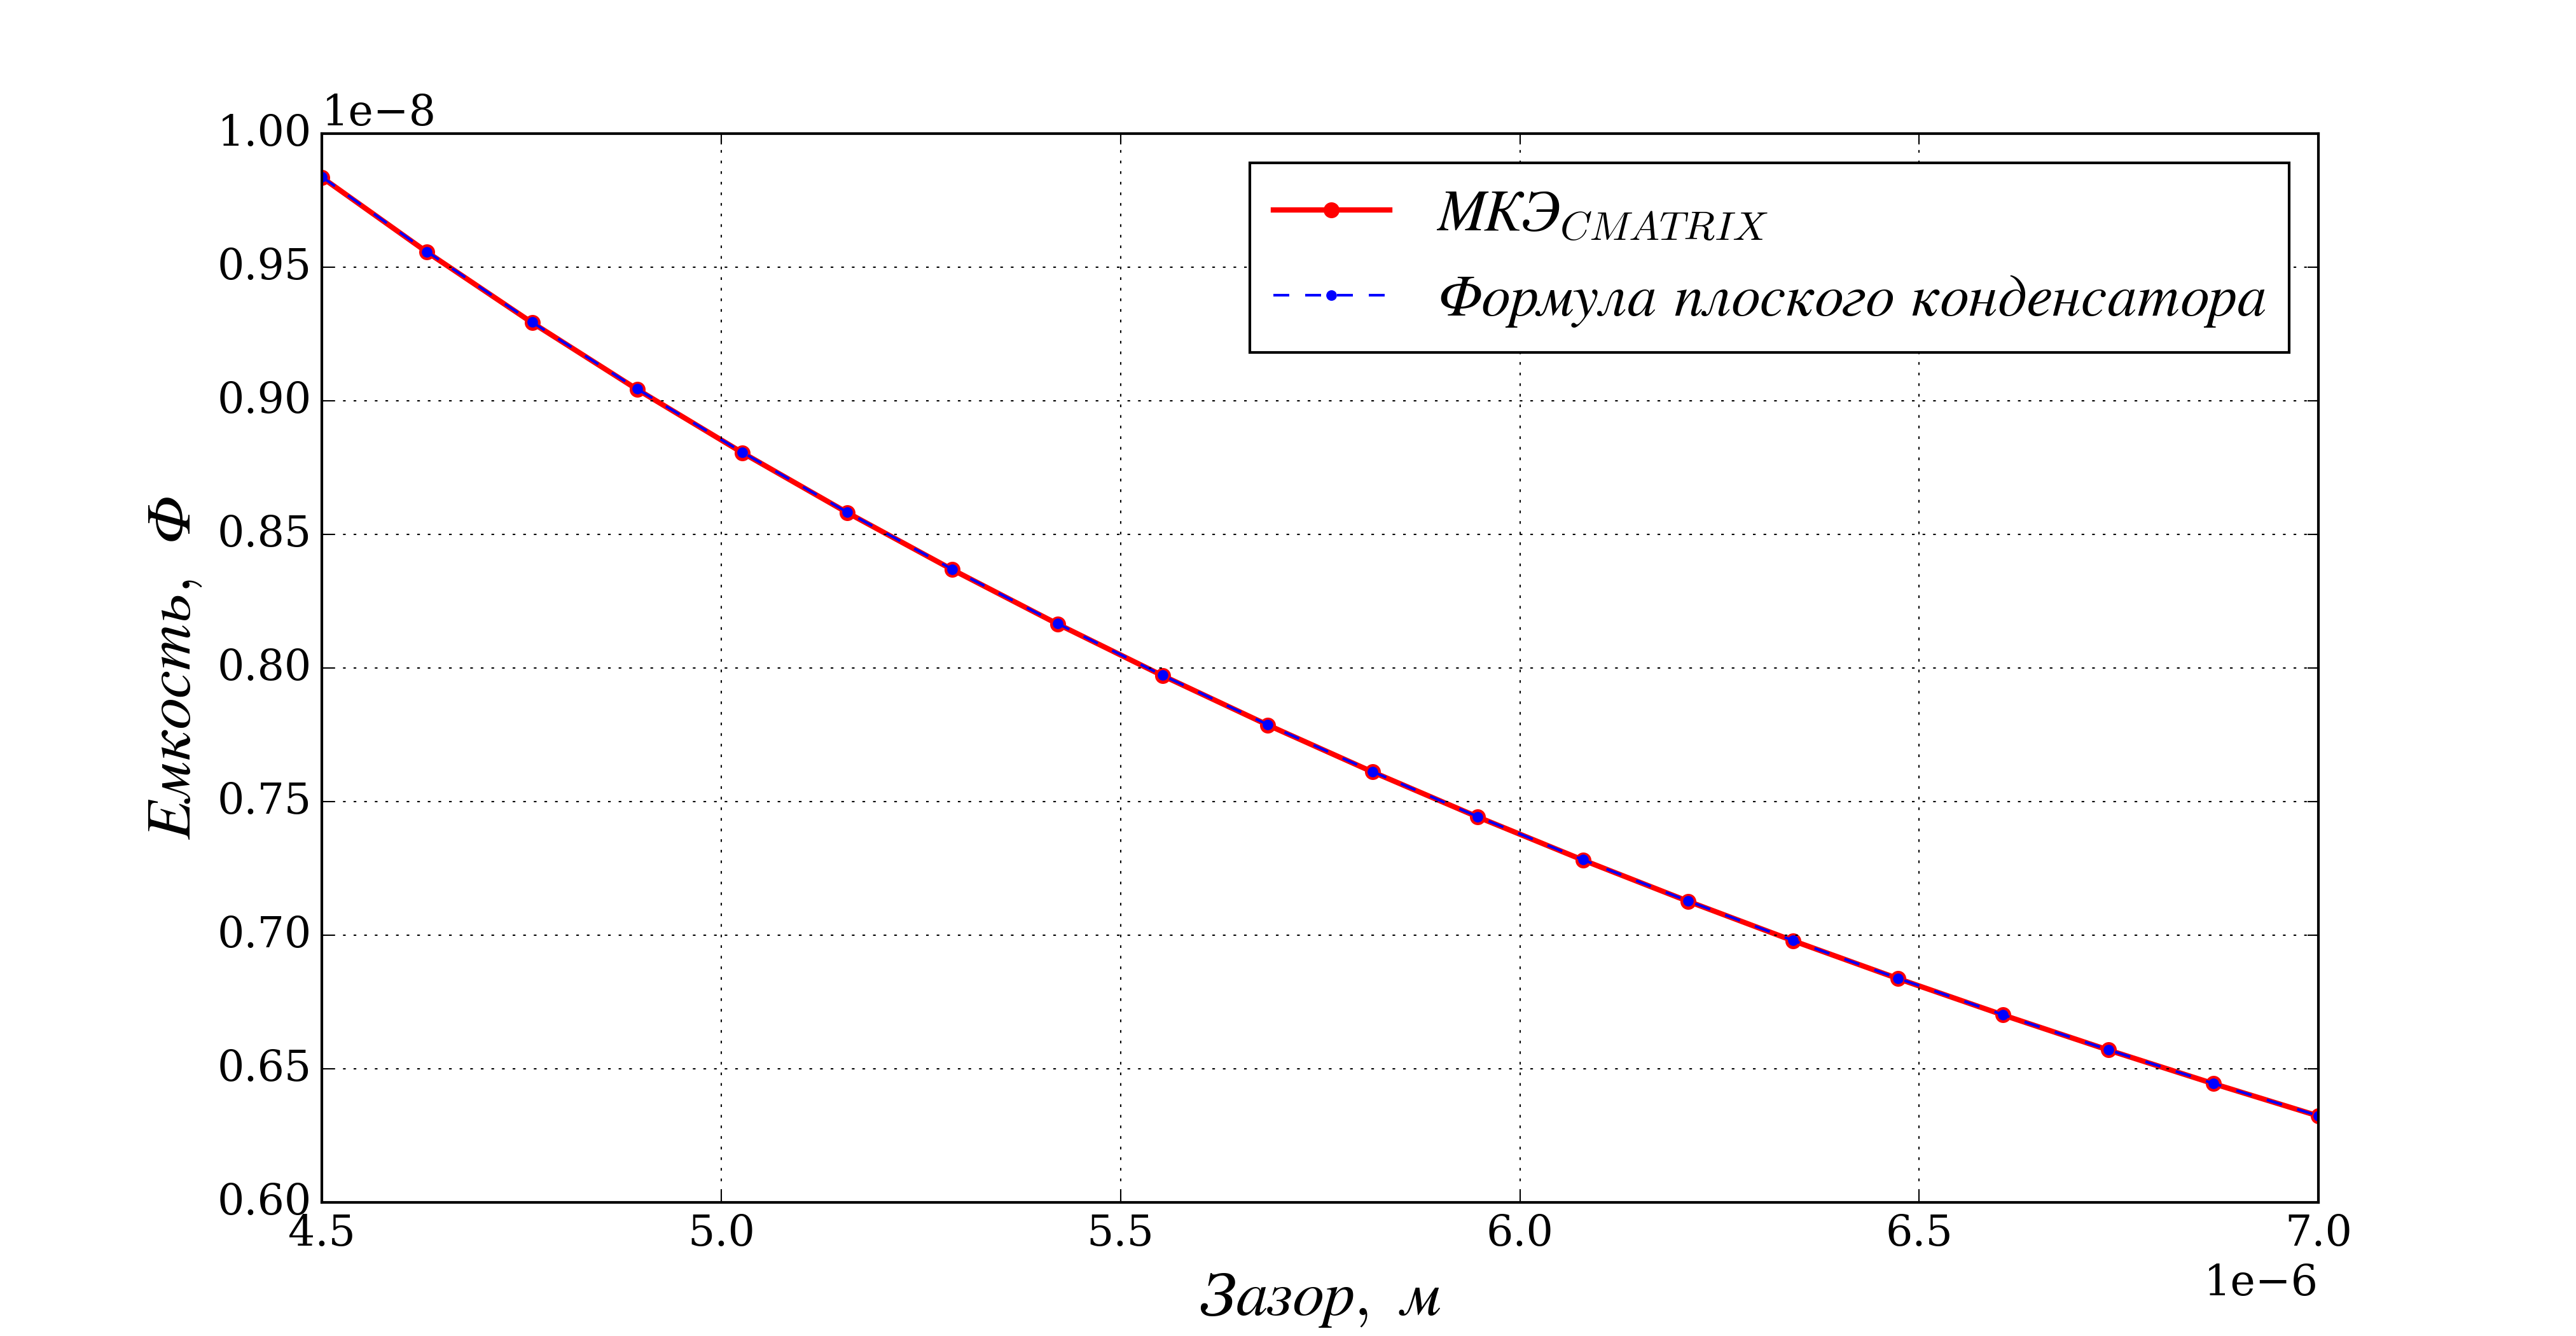 1e−8
1.00
0.95
0.90
0.85
0.80
0.75
0.70
0.65
0.60
Емкость, Ф
МКЭCMATRIX
Формула плоского конденсатора
4.5 5.0 5.5 6.0 6.5 7.0
1e−6
Зазор, м